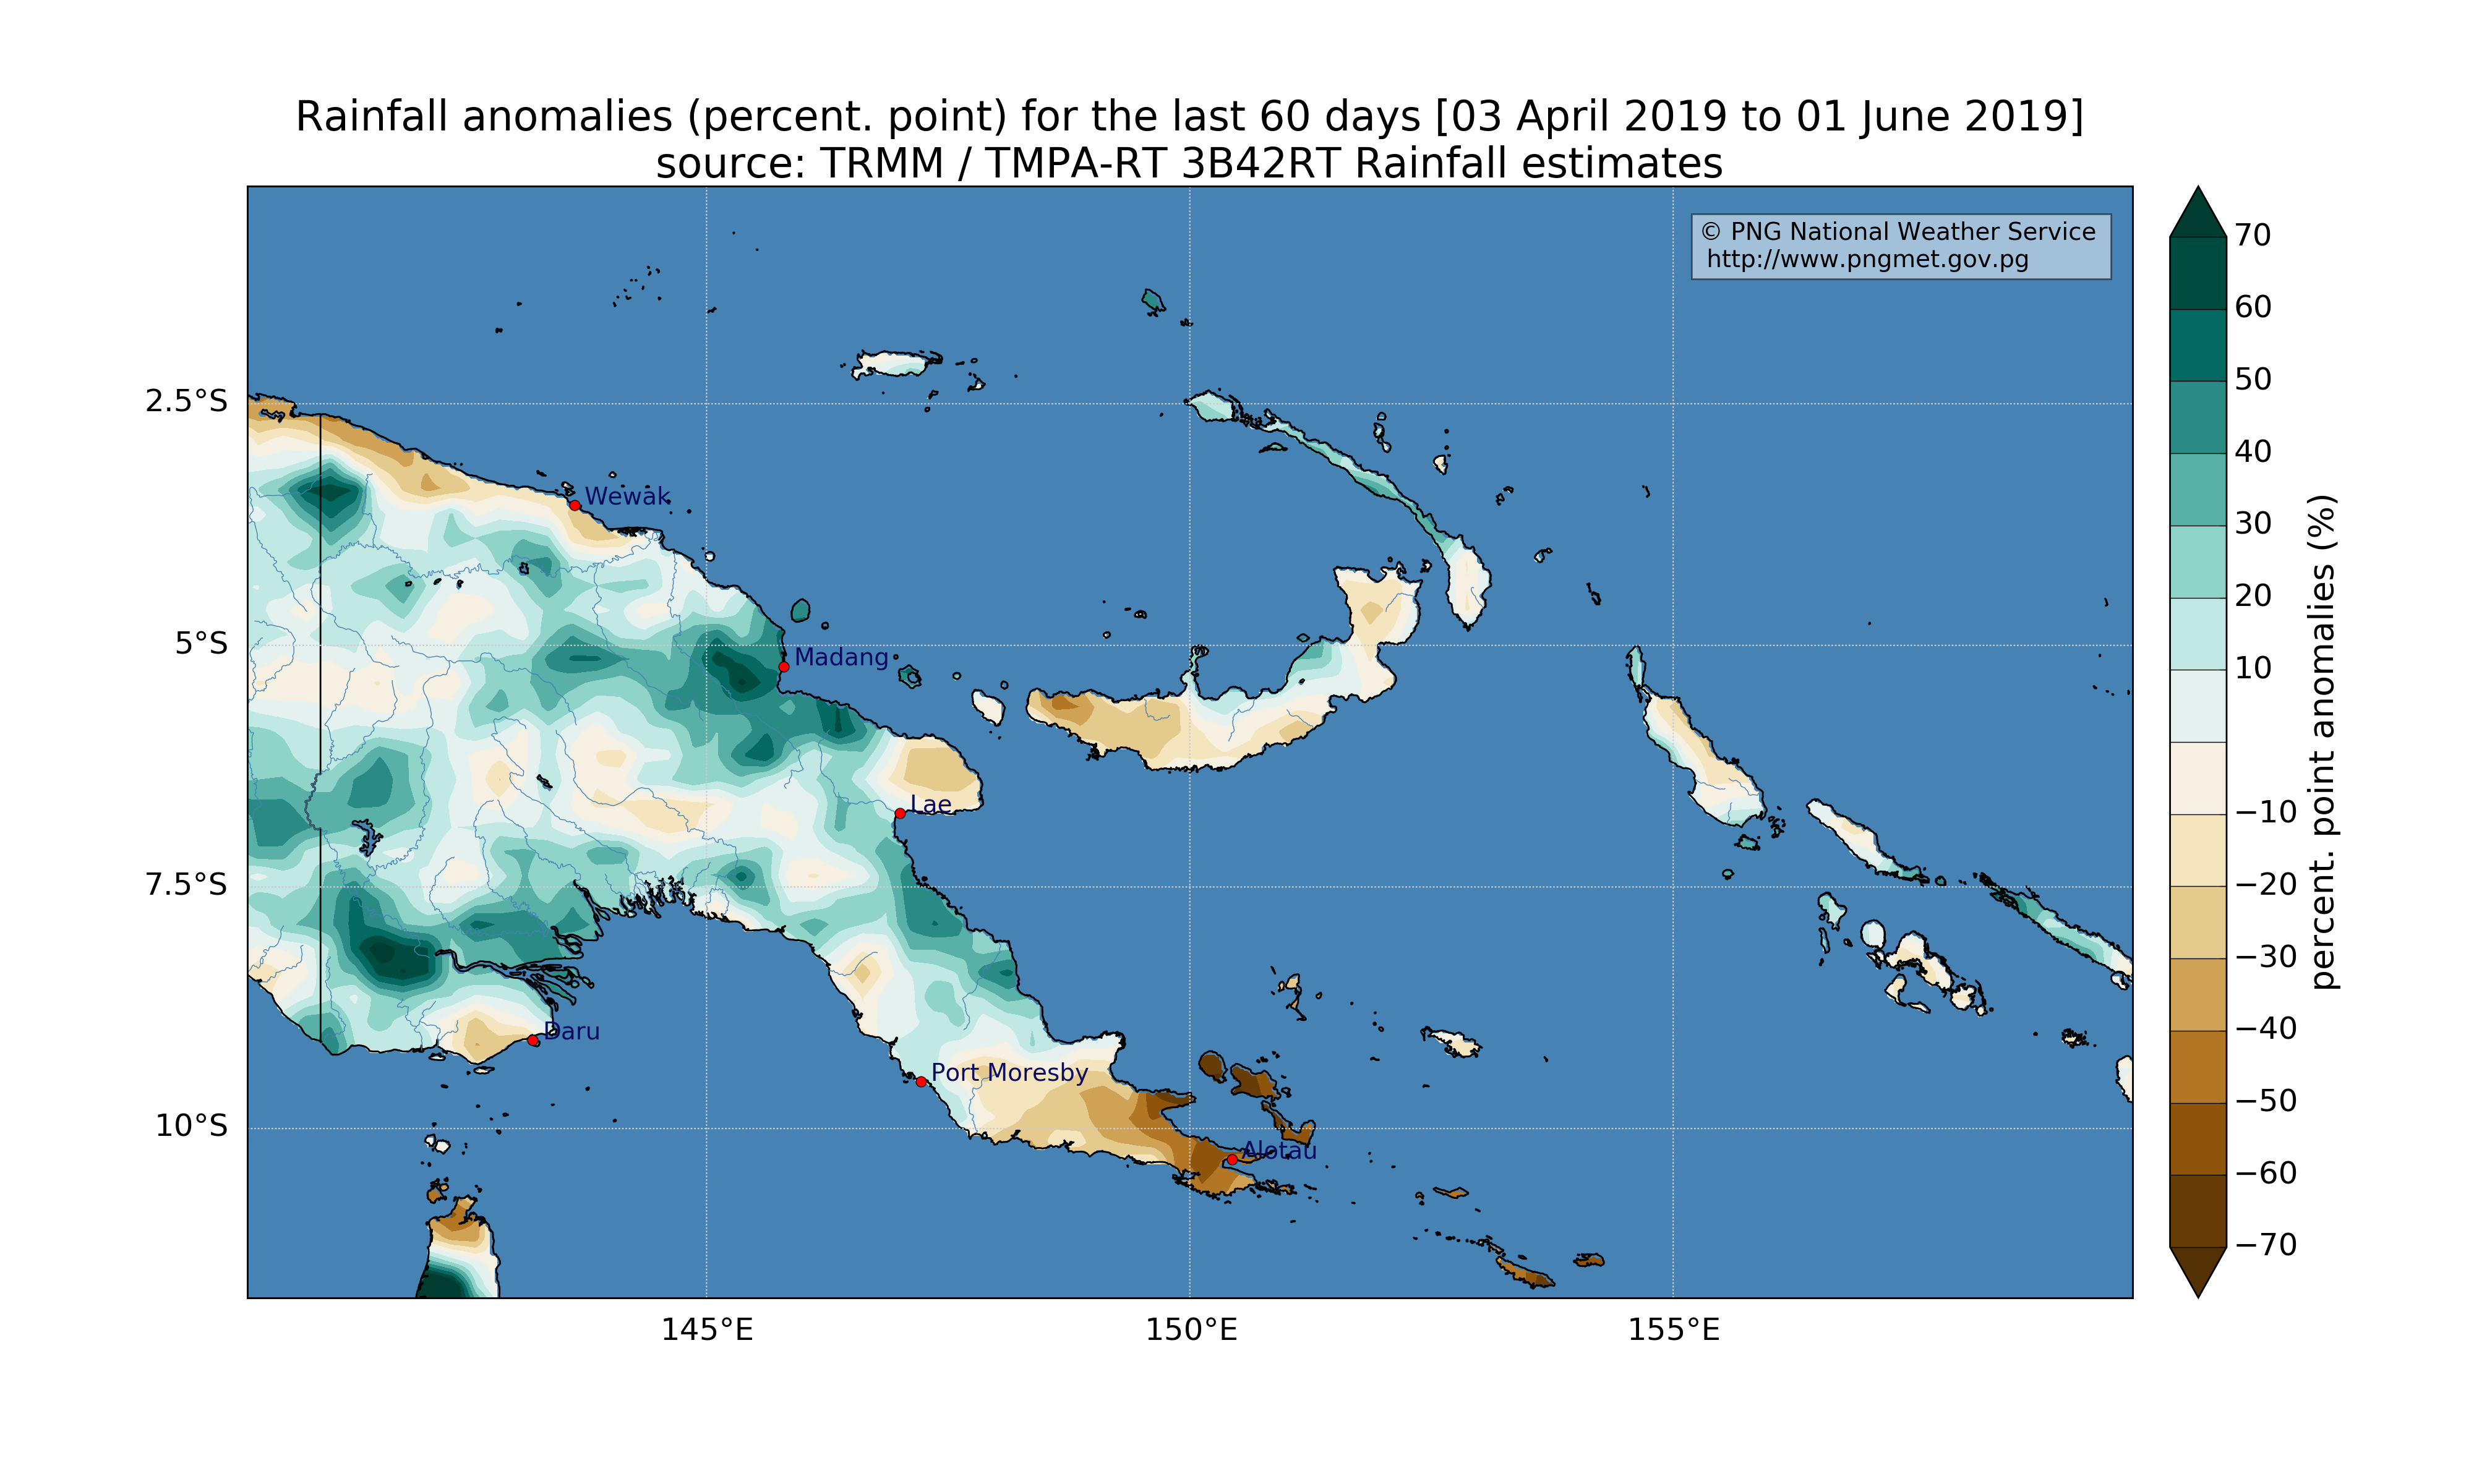 Rainfall anomalies (percent. point) for the last 60 days [03 April 2019 to 01 June 2019]
source: TRMM / TMPA-RT 3B42RT Rainfall estimates
© PNG National Weather Service
http://www.pngmet.gov.pg
2.5°S
5°S
7.5°S
10°S
Wewak
Madang
Lae
Daru
Port Moresby
Alotau
145°E
150°E
155°E
70
60
50
40
30
20
10
−10
−20
−30
−40
−50
−60
−70
percent. point anomalies (%)